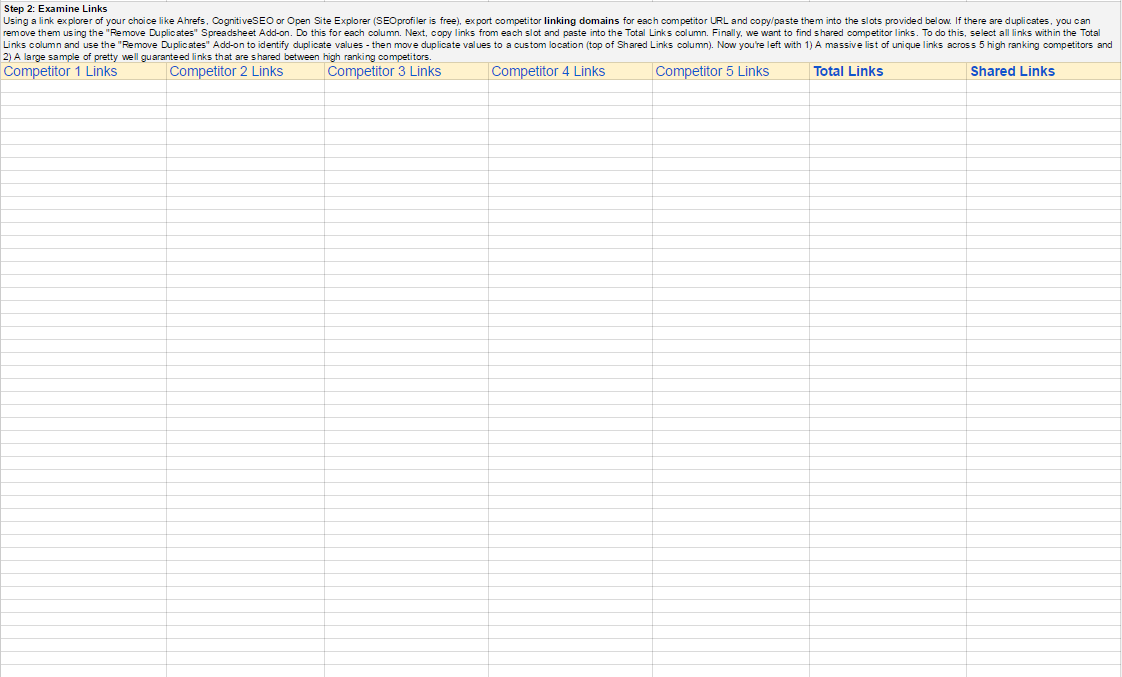 Step 2: Examine Links
Using a link explorer of your choice like Ahrefs, CognitiveSEO or Open Site Explorer (SEOprofiler is free), export competitor linking domains for each competitor URL and copy/paste them into the slots provided below. If there are duplicates, you can
remove them using the "Remove Duplicates" Spreadsheet Add-on. Do this for each column. Next, copy links from each slot and paste into the Total Links column. Finally, we want to find shared competitor links. To do this, select all links within the Total
Links column and use the "Remove Duplicates" Add-on to identify duplicate values - then move duplicate values to a custom location (top of Shared Links column). Now you're left with 1) A massive list of unique links across 5 high ranking competitors and
2) A large sample of pretty well guaranteed links that are shared between high ranking competitors.
Competitor 1 Links Competitor 2 Links Competitor 3 Links Competitor 4 Links Competitor 5 Links Total Links Shared Links